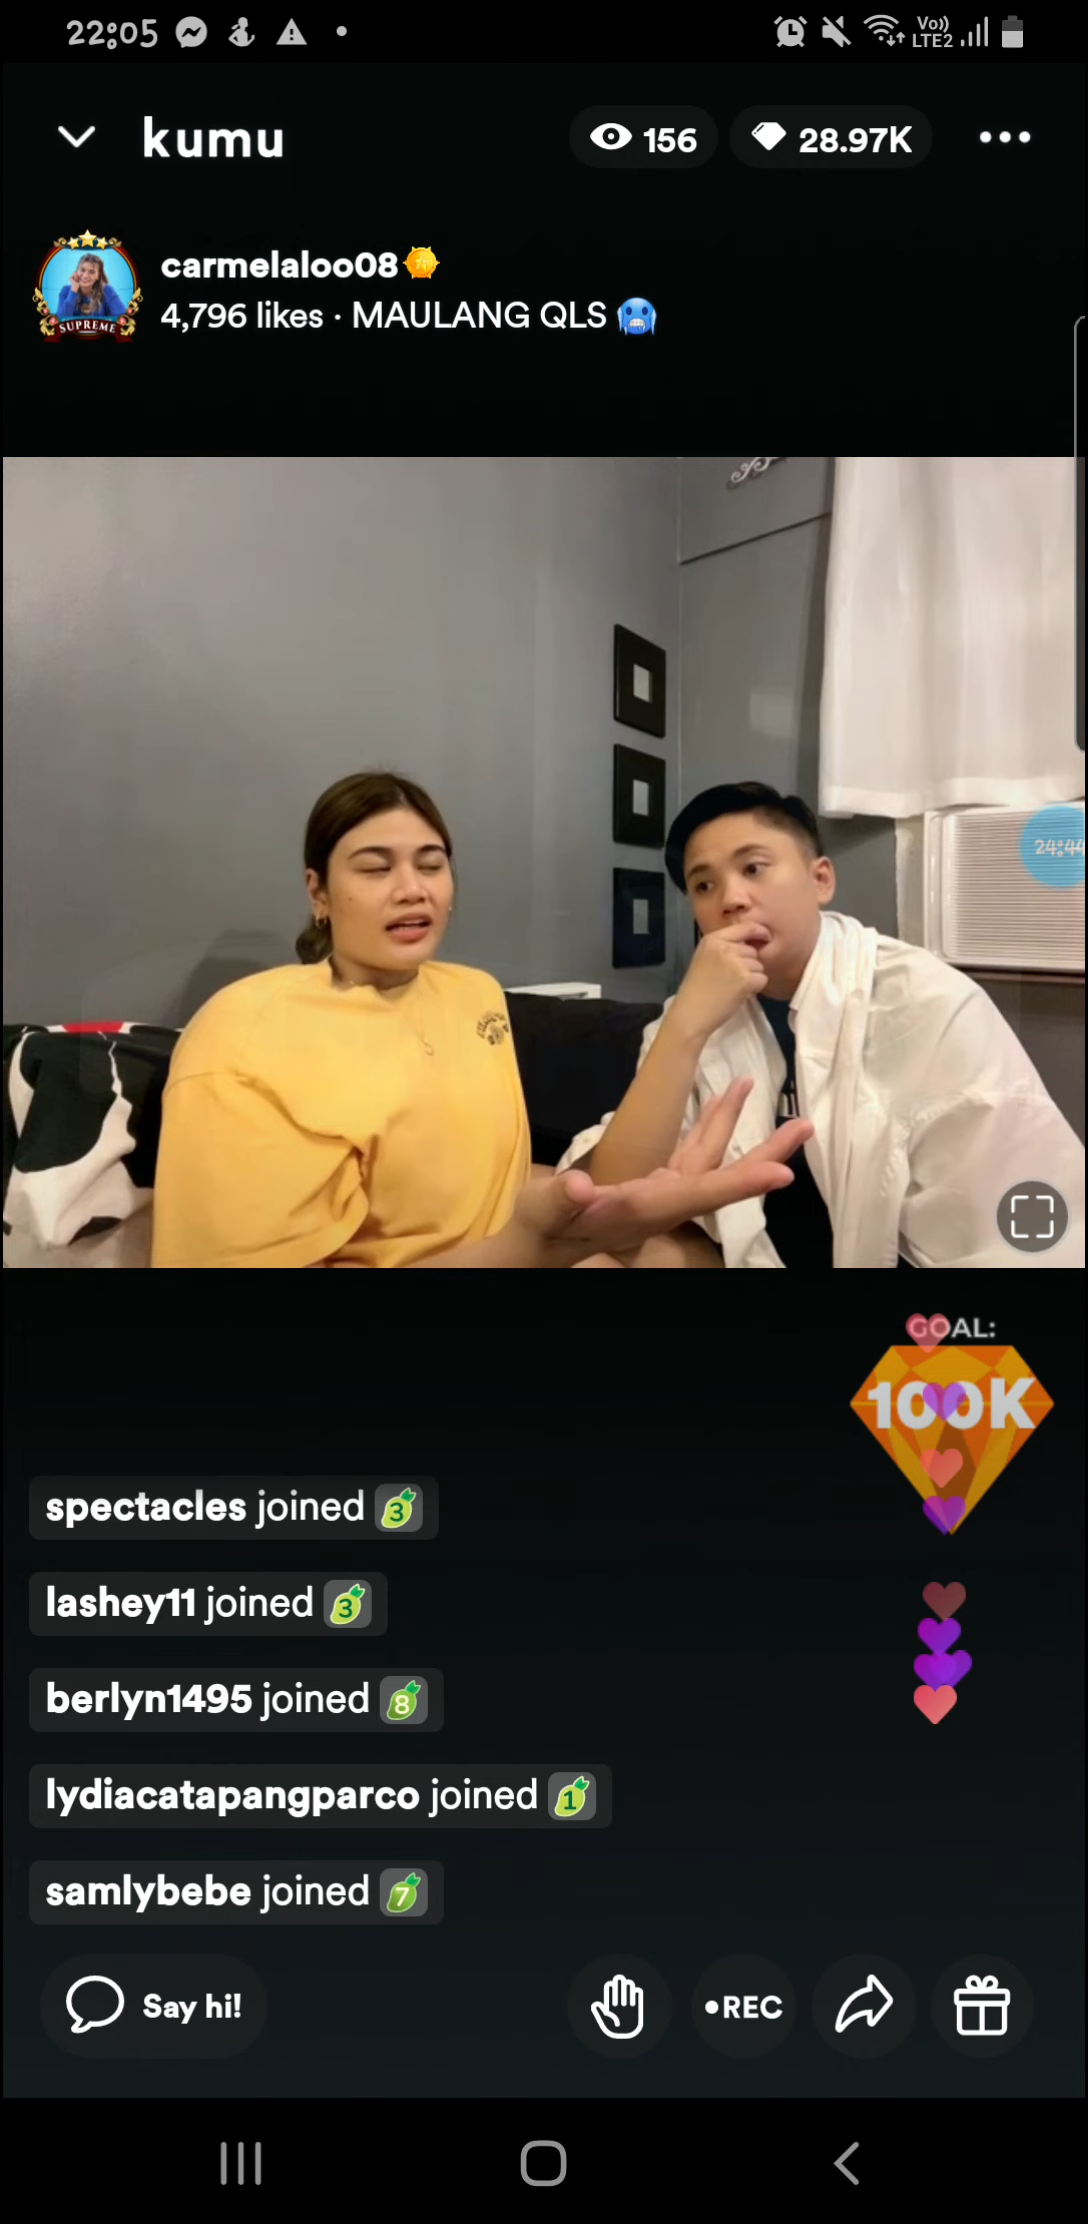 22:05
Vo))
LTE2
kumu
156
28.97K
carmelaloo08
4,796 likes · MAULANG QLS
SUPREME
24:44
GOAL:
100K
spectacles joined 3
lashey11 joined 3
berlyn1495 joined 8
lydiacatapangparco joined 1
samlybebe joined 7
Say hi!
•REC